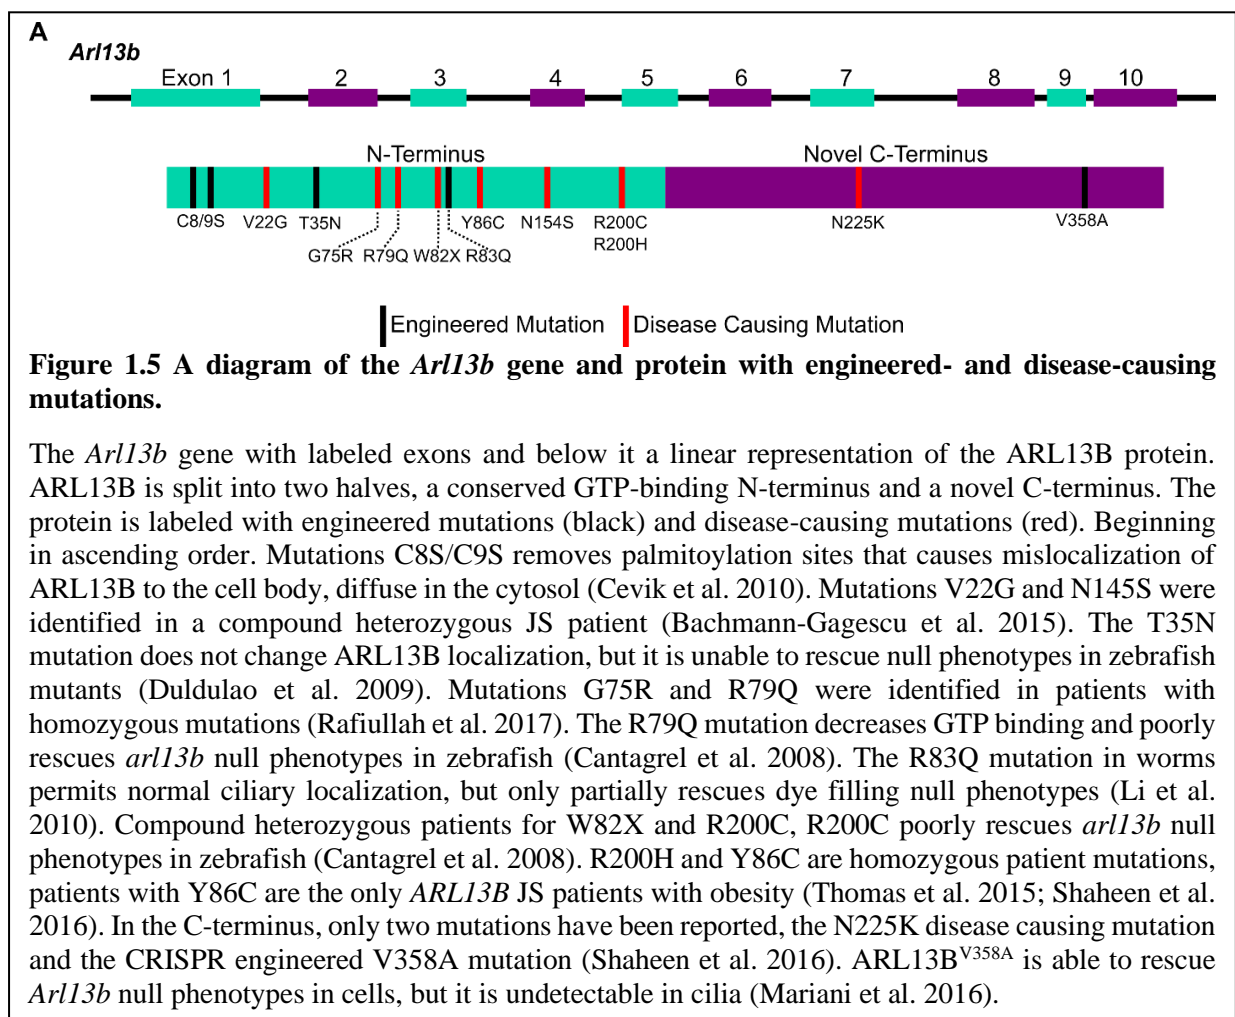 A
Arl13b
Exon 1 2 3 4 5 6 7 8 9 10
N-Terminus Novel C-Terminus
C8/9S V22G T35N Y86C N154S R200C N225K V358A
R200H
G75R R79Q W82X R83Q
Engineered Mutation Disease Causing Mutation
Figure 1.5 A diagram of the Arl13b gene and protein with engineered- and disease-causing
mutations.
The Arl13b gene with labeled exons and below it a linear representation of the ARL13B protein.
ARL13B is split into two halves, a conserved GTP-binding N-terminus and a novel C-terminus. The
protein is labeled with engineered mutations (black) and disease-causing mutations (red). Beginning
in ascending order. Mutations C8S/C9S removes palmitoylation sites that causes mislocalization of
ARL13B to the cell body, diffuse in the cytosol (Cevik et al. 2010). Mutations V22G and N145S were
identified in a compound heterozygous JS patient (Bachmann-Gagescu et al. 2015). The T35N
mutation does not change ARL13B localization, but it is unable to rescue null phenotypes in zebrafish
mutants (Duldulao et al. 2009). Mutations G75R and R79Q were identified in patients with
homozygous mutations (Rafiullah et al. 2017). The R79Q mutation decreases GTP binding and poorly
rescues arl13b null phenotypes in zebrafish (Cantagrel et al. 2008). The R83Q mutation in worms
permits normal ciliary localization, but only partially rescues dye filling null phenotypes (Li et al.
2010). Compound heterozygous patients for W82X and R200C, R200C poorly rescues arl13b null
phenotypes in zebrafish (Cantagrel et al. 2008). R200H and Y86C are homozygous patient mutations,
patients with Y86C are the only ARL13B JS patients with obesity (Thomas et al. 2015; Shaheen et al.
2016). In the C-terminus, only two mutations have been reported, the N225K disease causing mutation
and the CRISPR engineered V358A mutation (Shaheen et al. 2016). ARL13BV358A is able to rescue
Arl13b null phenotypes in cells, but it is undetectable in cilia (Mariani et al. 2016).